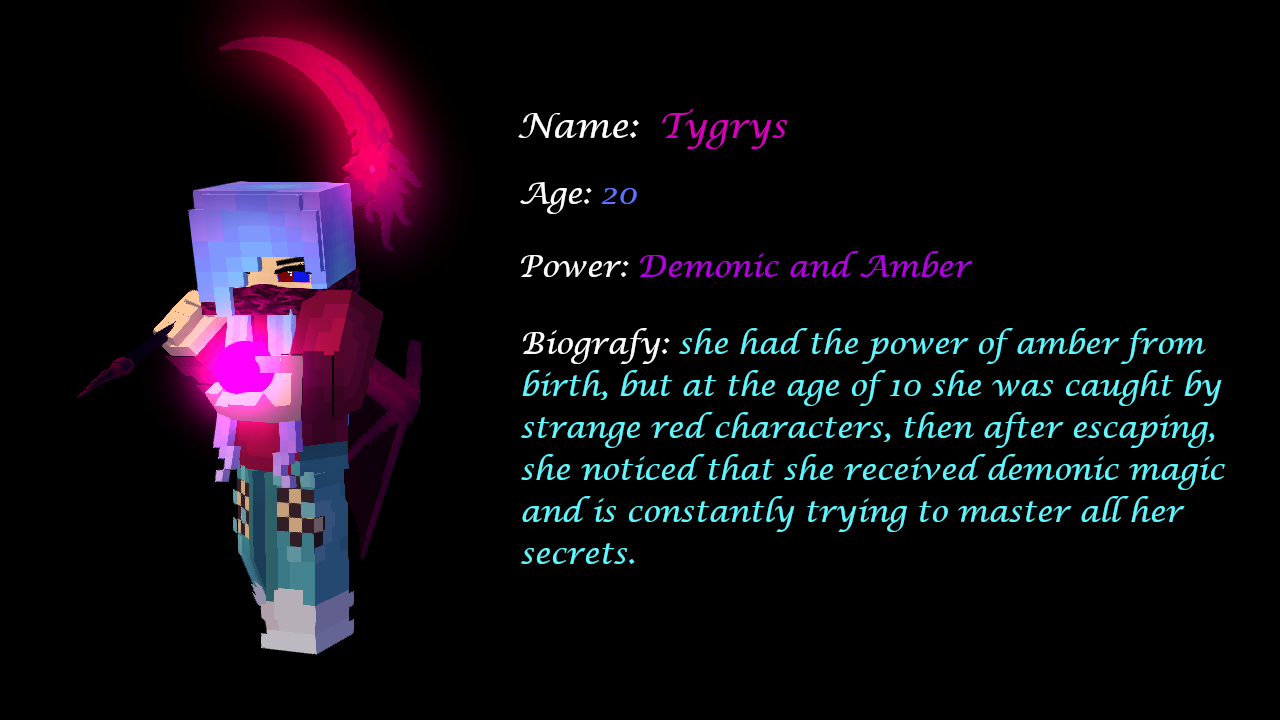 Name: Tygrys
Age: 20
Power: Demonic and Amber
Biografy: she had the power of amber from
birth, but at the age of 10 she was caught by
strange red characters, then after escaping,
she noticed that she received demonic magic
and is constantly trying to master all her
secrets.